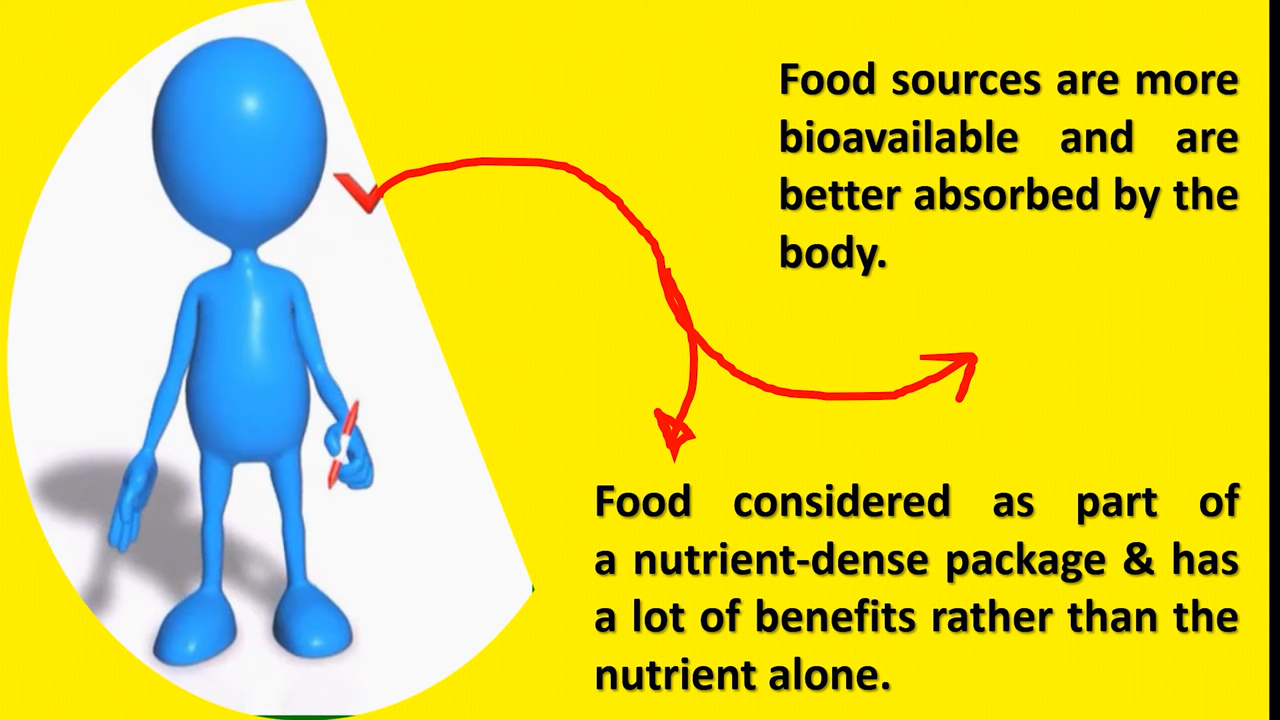 Food sources are more
bioavailable and are
better absorbed by the
body.
Food considered as part of
a nutrient-dense package & has
a lot of benefits rather than the
nutrient alone.